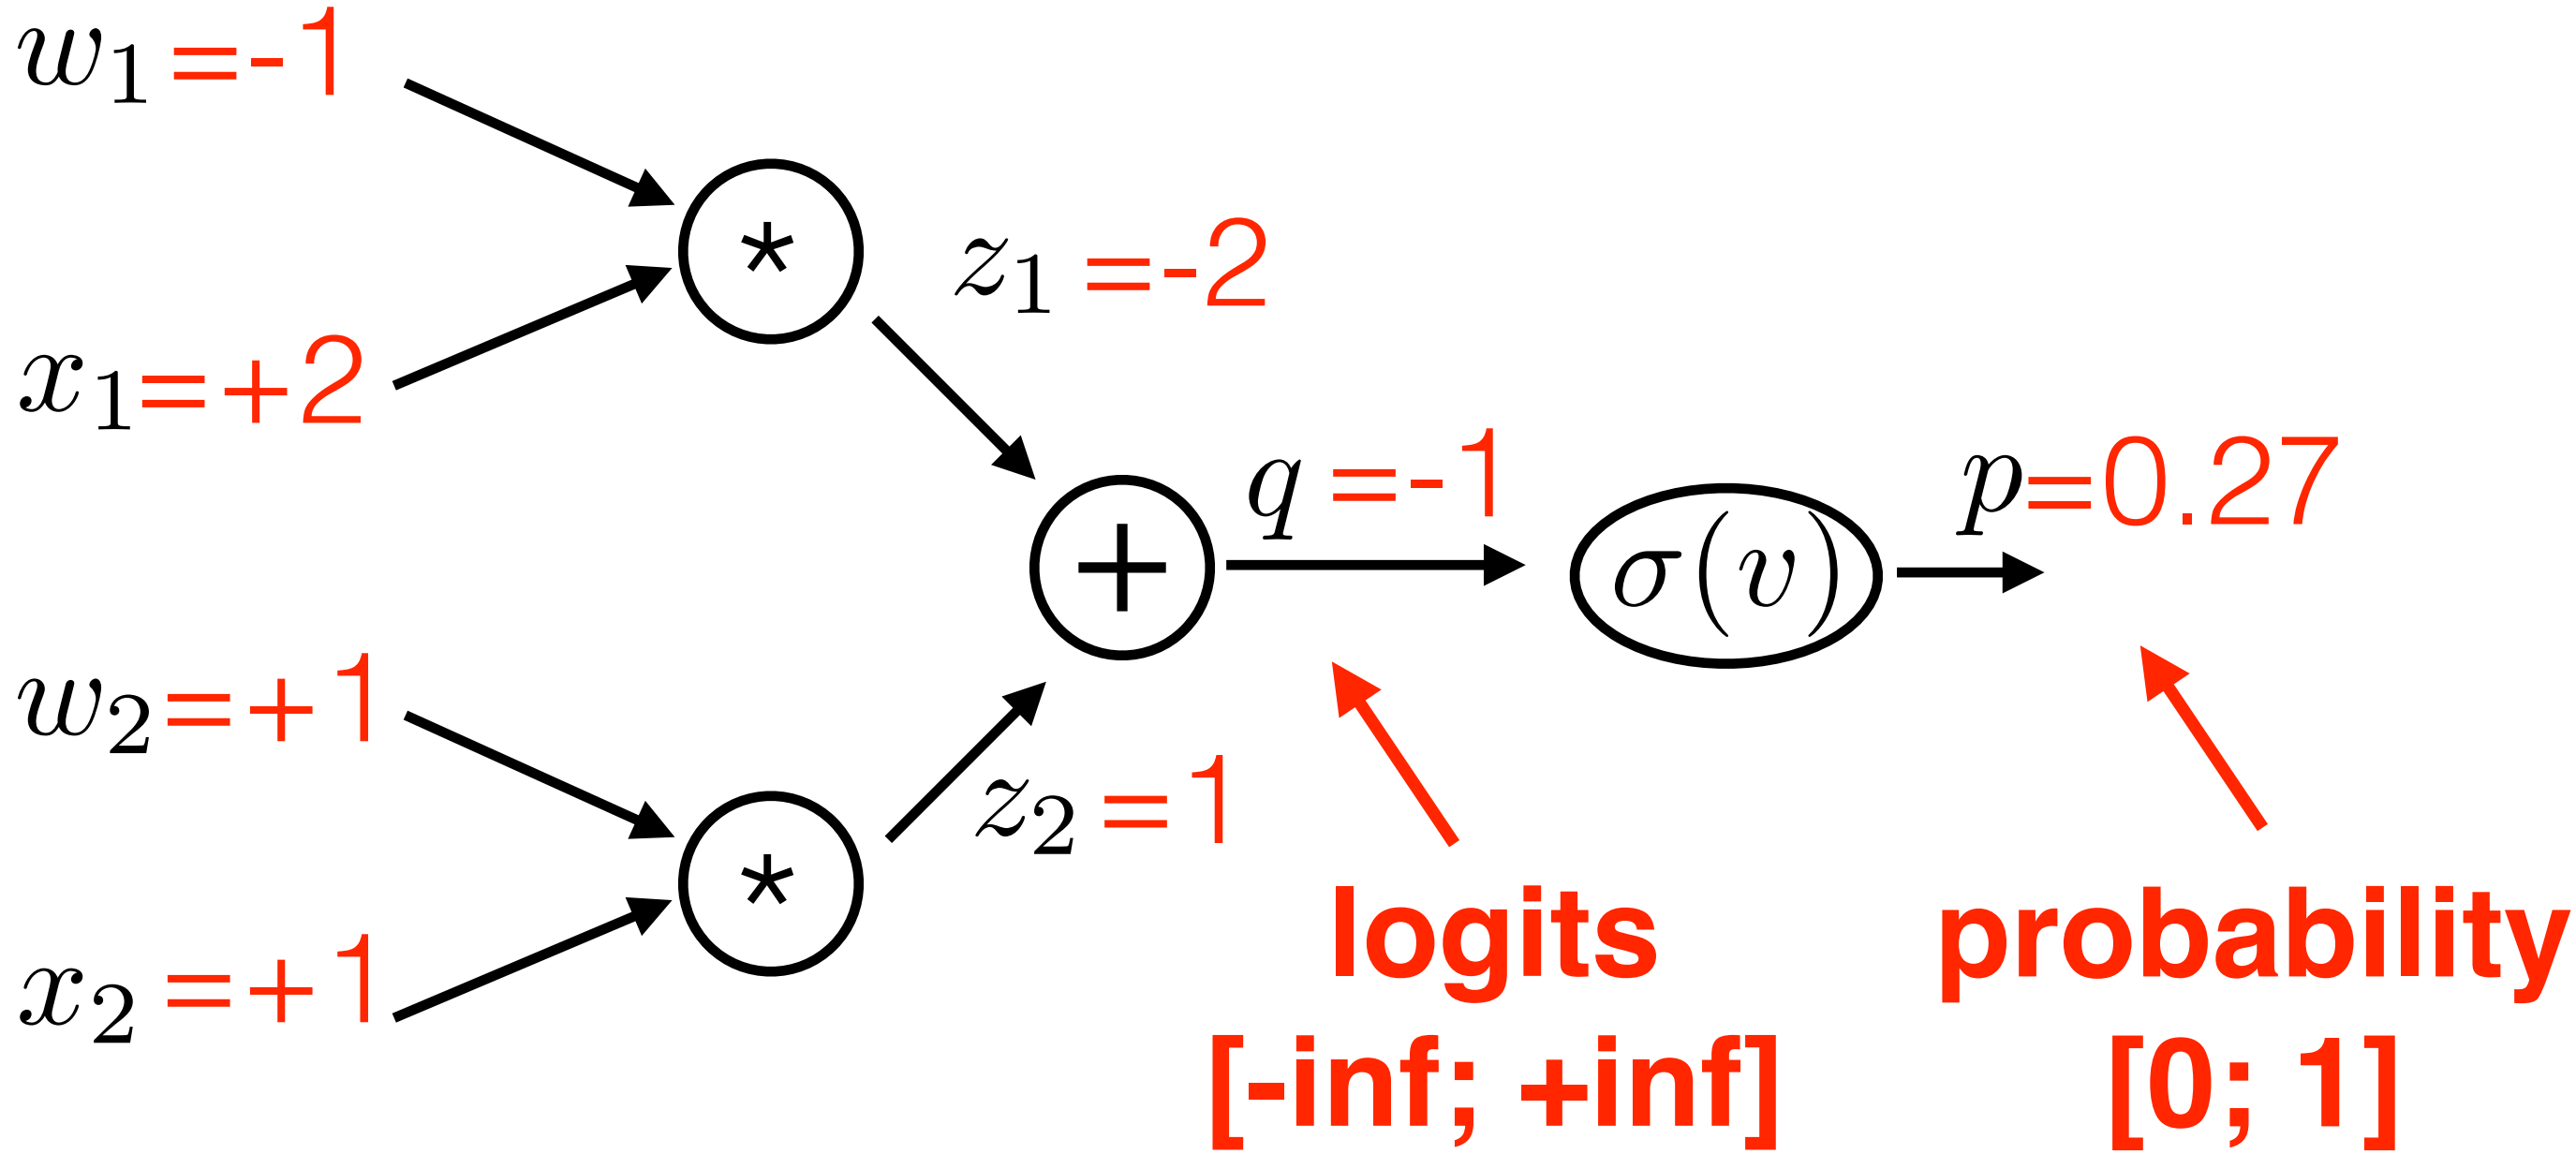 w₁ =-1
x₁=+2
*
z₁ =-2
+
q =-1
σ(v)
p=0.27
w₂=+1
x₂ =+1
*
z₂ =1
logits
[-inf; +inf]
probability
[0; 1]